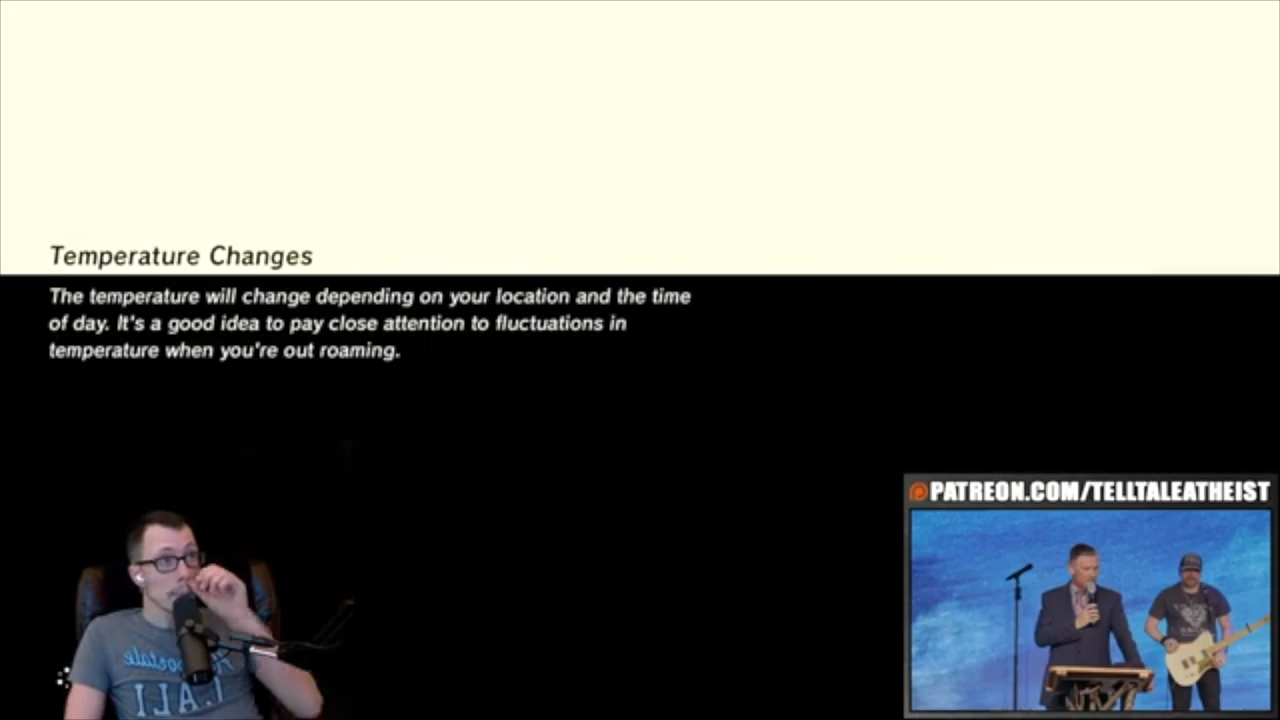 Temperature Changes
The temperature will change depending on your location and the time
of day. It's a good idea to pay close attention to fluctuations in
temperature when you're out roaming.
PATREON.COM/TELLTALEATHEIST
CALI